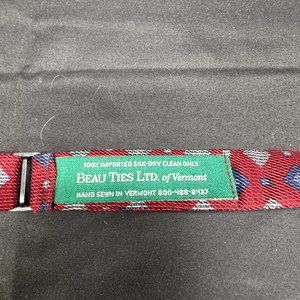 100% IMPORTED SILK-DRY CLEAN ONLY
BEAU TIES LTD. of Vermont
HAND SEWN IN VERMONT 800-488-8437